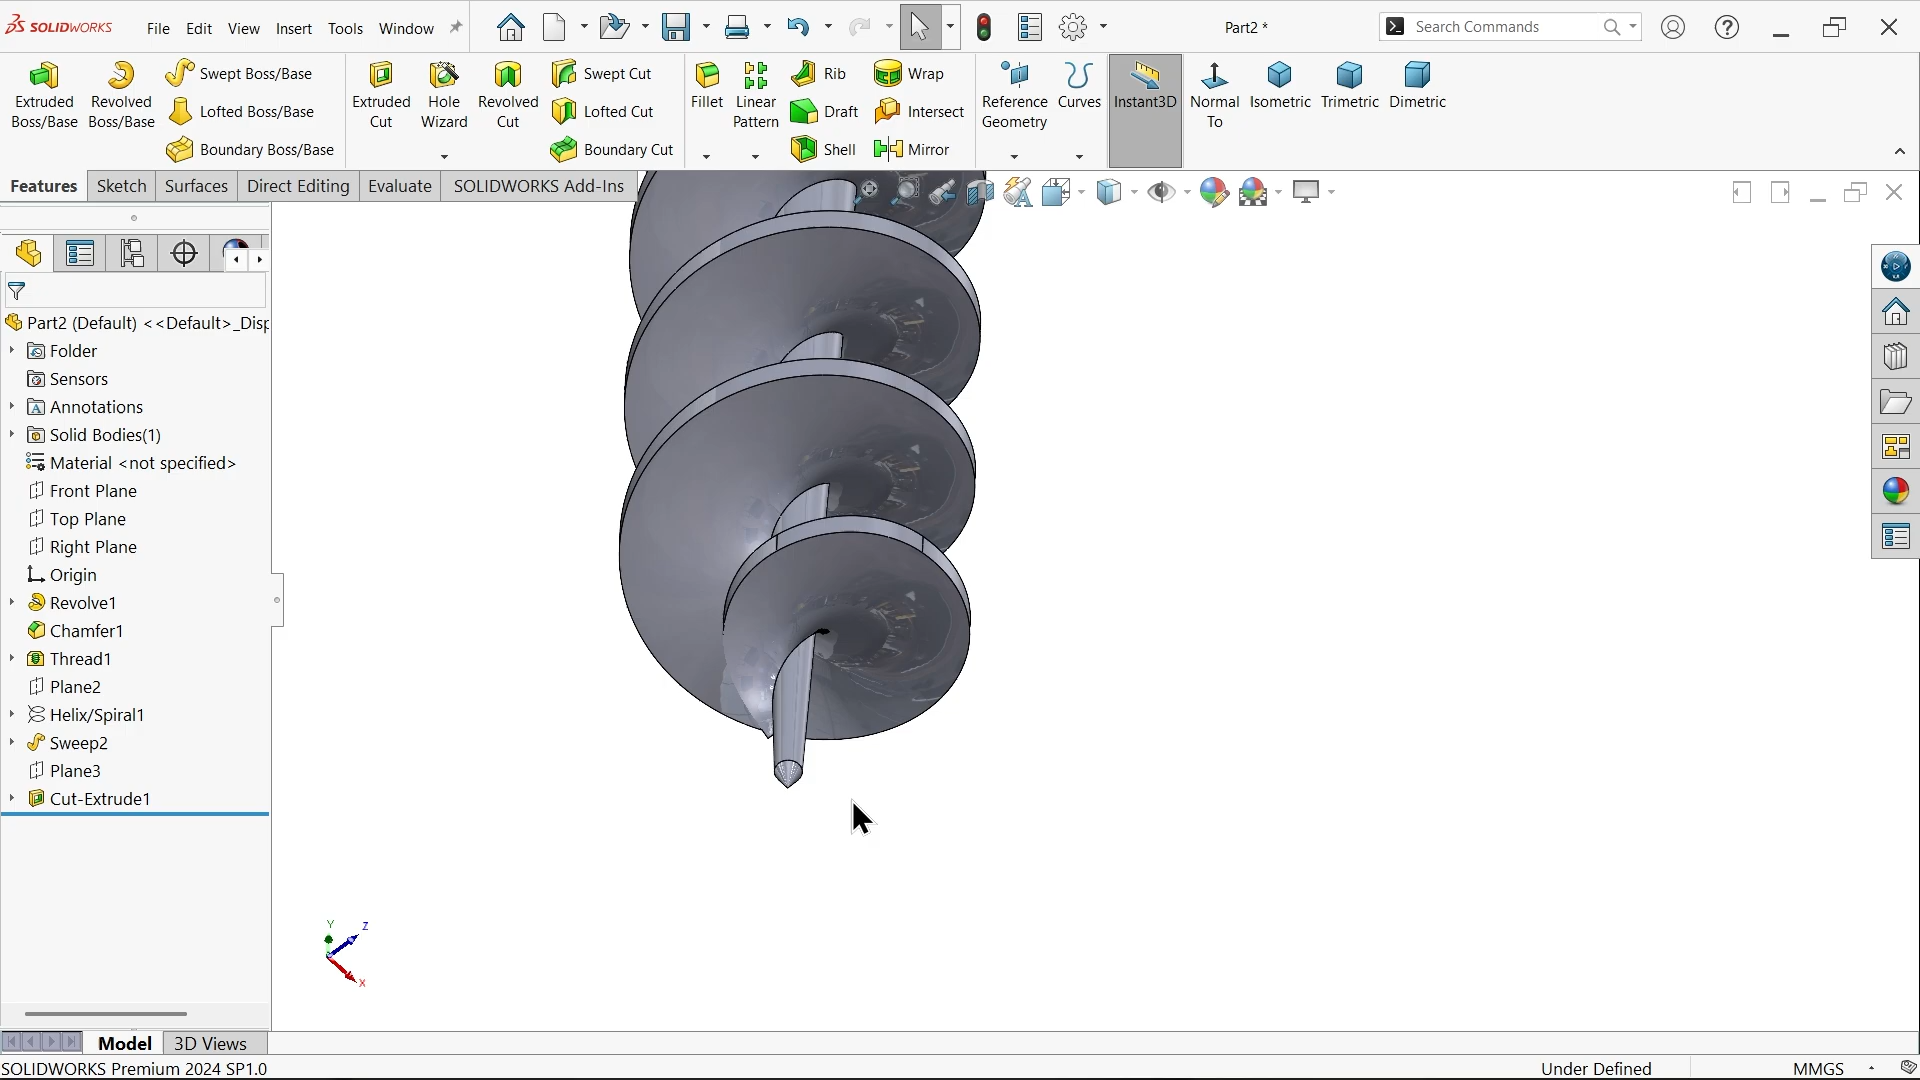 SOLIDWORKS File Edit View Insert Tools Window Part2 * Search Commands
Extruded Boss/Base
Revolved Boss/Base
Swept Boss/Base
Lofted Boss/Base
Boundary Boss/Base
Extruded Cut
Hole Wizard
Revolved Cut
Swept Cut
Lofted Cut
Boundary Cut
Fillet
Linear Pattern
Rib
Draft
Shell
Wrap
Intersect
Mirror
Reference Geometry
Curves
Instant3D
Normal To
Isometric
Trimetric
Dimetric
Features Sketch Surfaces Direct Editing Evaluate SOLIDWORKS Add-Ins
Part2 (Default) <<Default>_Disp
Folder
Sensors
Annotations
Solid Bodies(1)
Material <not specified>
Front Plane
Top Plane
Right Plane
Origin
Revolve1
Chamfer1
Thread1
Plane2
Helix/Spiral1
Sweep2
Plane3
Cut-Extrude1
Y
Z
X
Model 3D Views
SOLIDWORKS Premium 2024 SP1.0 Under Defined MMGS